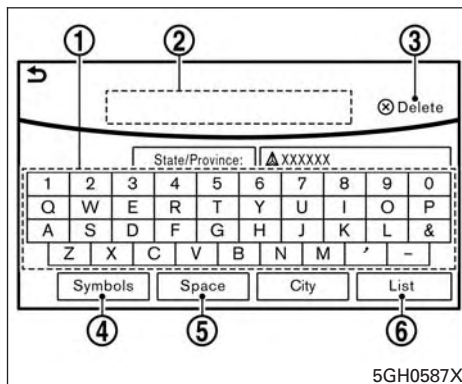 ① ② ③
Delete
State/Province: XXXXXX
1 2 3 4 5 6 7 8 9 0
Q W E R T Y U I O P
A S D F G H J K L &
Z X C V B N M ' -
Symbols Space City List
④ ⑤ ⑥
5GH0587X